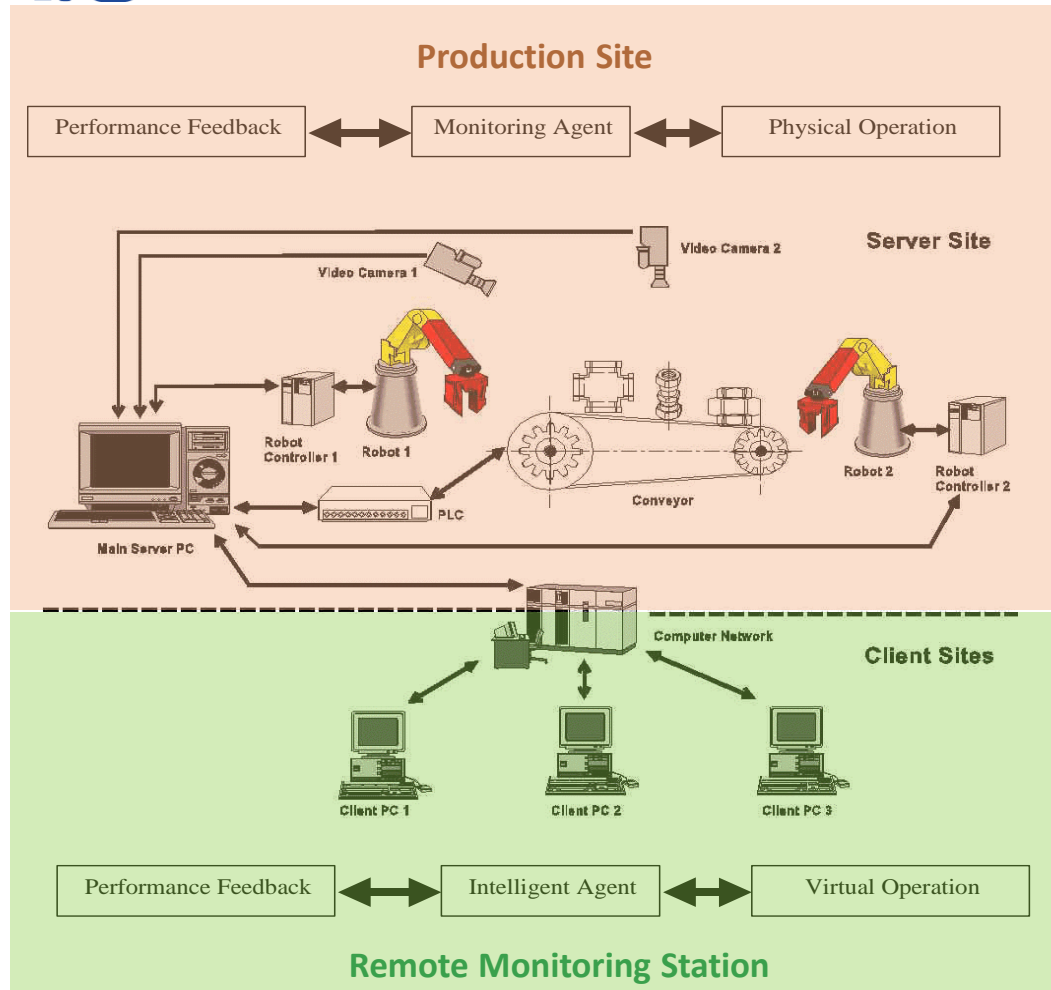 Production Site
Performance Feedback
Monitoring Agent
Physical Operation
Server Site
Video Camera 2
Video Camera 1
Robot
Controller 1
Robot 1
Robot 2
Robot
Controller 2
Conveyor
PLC
Main Server PC
Computer Network
Client Sites
Client PC 1
Client PC 2
Client PC 3
Performance Feedback
Intelligent Agent
Virtual Operation
Remote Monitoring Station